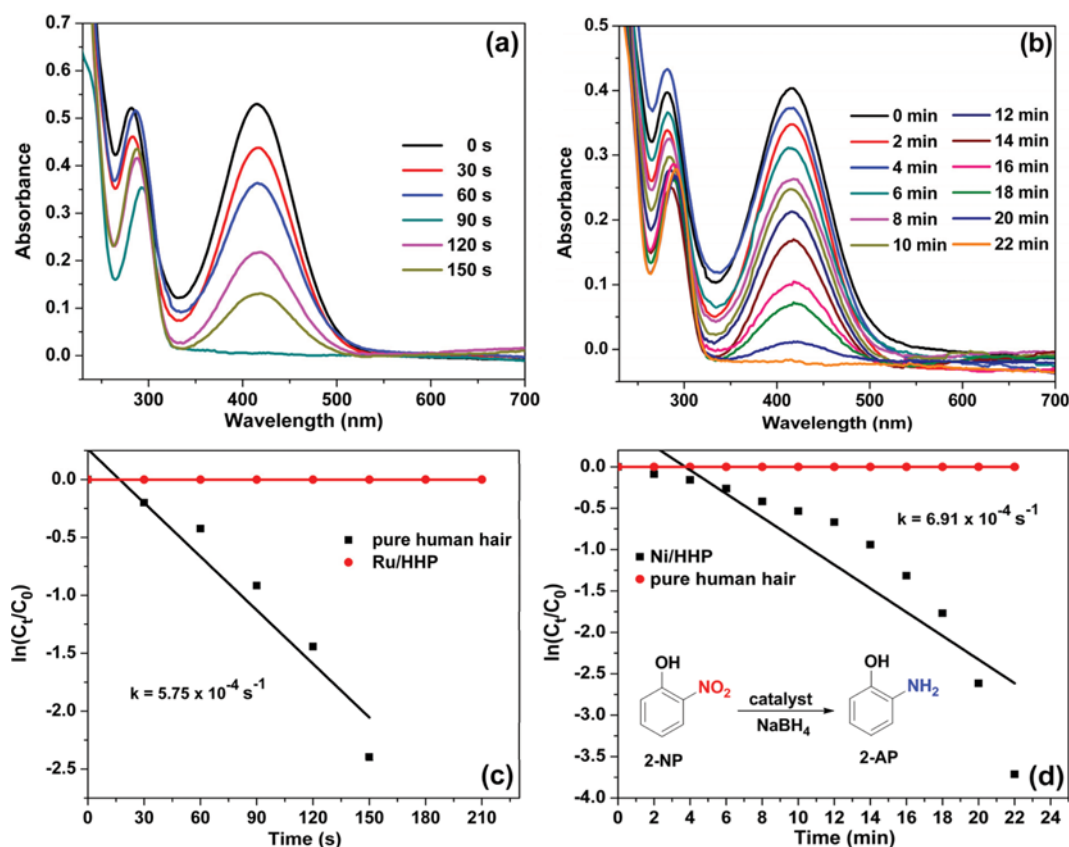 (a)
0.7
0.6
0.5
0.4
0.3
0.2
0.1
0.0
Absorbance
0 s
30 s
60 s
90 s
120 s
150 s
300 400 500 600 700
Wavelength (nm)
(b)
0.5
0.4
0.3
0.2
0.1
0.0
Absorbance
0 min
2 min
4 min
6 min
8 min
10 min
12 min
14 min
16 min
18 min
20 min
22 min
300 400 500 600 700
Wavelength (nm)
0.0
-0.5
-1.0
-1.5
-2.0
-2.5
ln(Cₜ/C₀)
pure human hair
Ru/HHP
k = 5.75 x 10⁻⁴ s⁻¹
(c)
0 30 60 90 120 150 180 210
Time (s)
0.0
-0.5
-1.0
-1.5
-2.0
-2.5
-3.0
-3.5
-4.0
ln(Cₜ/C₀)
k = 6.91 x 10⁻⁴ s⁻¹
Ni/HHP
pure human hair
OH
NO₂
2-NP
catalyst
NaBH₄
OH
NH₂
2-AP
(d)
0 2 4 6 8 10 12 14 16 18 20 22 24
Time (min)